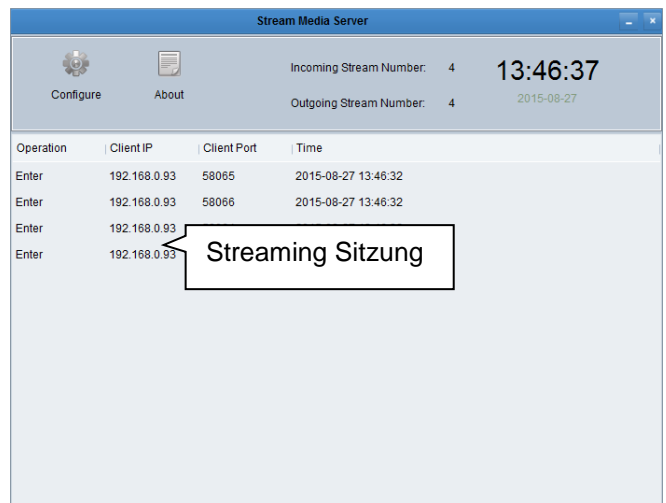 Stream Media Server
Configure About
Incoming Stream Number: 4
Outgoing Stream Number: 4
13:46:37
2015-08-27
Operation Client IP Client Port Time
Enter 192.168.0.93 58065 2015-08-27 13:46:32
Enter 192.168.0.93 58066 2015-08-27 13:46:32
Enter 192.168.0.93
Enter 192.168.0.93
Streaming Sitzung